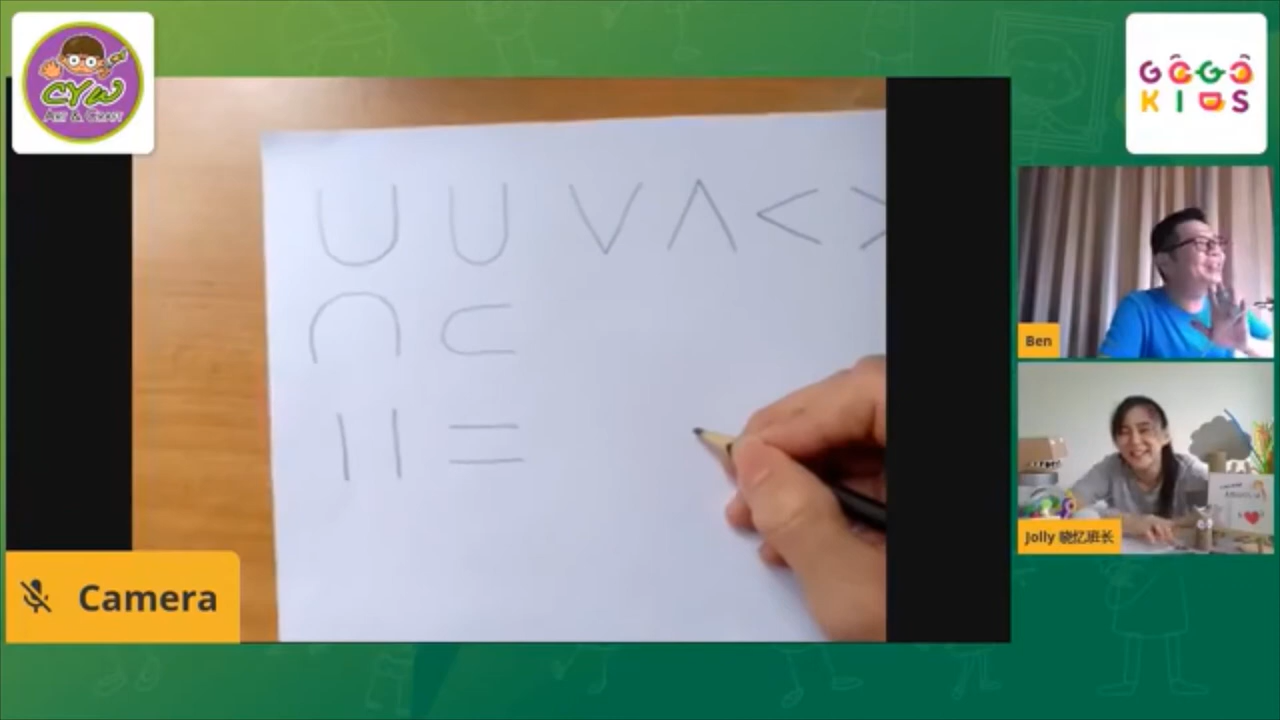 CYW
ART & CRAFT
GOGO
KIDS
U U V Λ < >
∩ ⊂
| | =
Ben
Jolly 晓忆班长
Camera